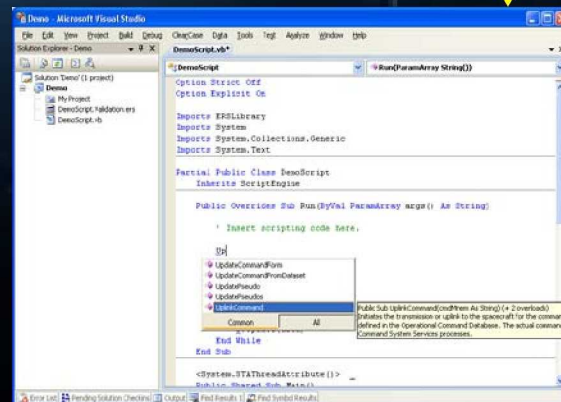 Demo - Microsoft Visual Studio
File Edit View Project Build Debug ClearCase Data Tools Test Analyze Window Help
Solution Explorer - Demo
DemoScript.vb*
DemoScript
Run(ParamArray String())
Solution 'Demo' (1 project)
Demo
My Project
DemoScript.Validation.ers
DemoScript.vb
Option Strict Off
Option Explicit On
Imports ERSLibrary
Imports System
Imports System.Collections.Generic
Imports System.Text
Partial Public Class DemoScript
Inherits ScriptEngine
Public Overrides Sub Run(ByVal ParamArray args() As String)
' Insert scripting code here.
Up
UpdateCommandForm
UpdateCommandFromDataset
UpdatePseudo
UpdatePseudos
UplinkCommand
Common All
Public Sub UplinkCommand(cmdMnem As String) (+ 2 overloads)
Initiates the transmission or uplink to the spacecraft for the comman
defined in the Operational Command Database. The actual comman
Command System Services processes.
End While
End Sub
<System.STAThreadAttribute()> _
Public Shared Sub Main()
Error List Pending Solution Checkins Output Find Results 1 Find Symbol Results